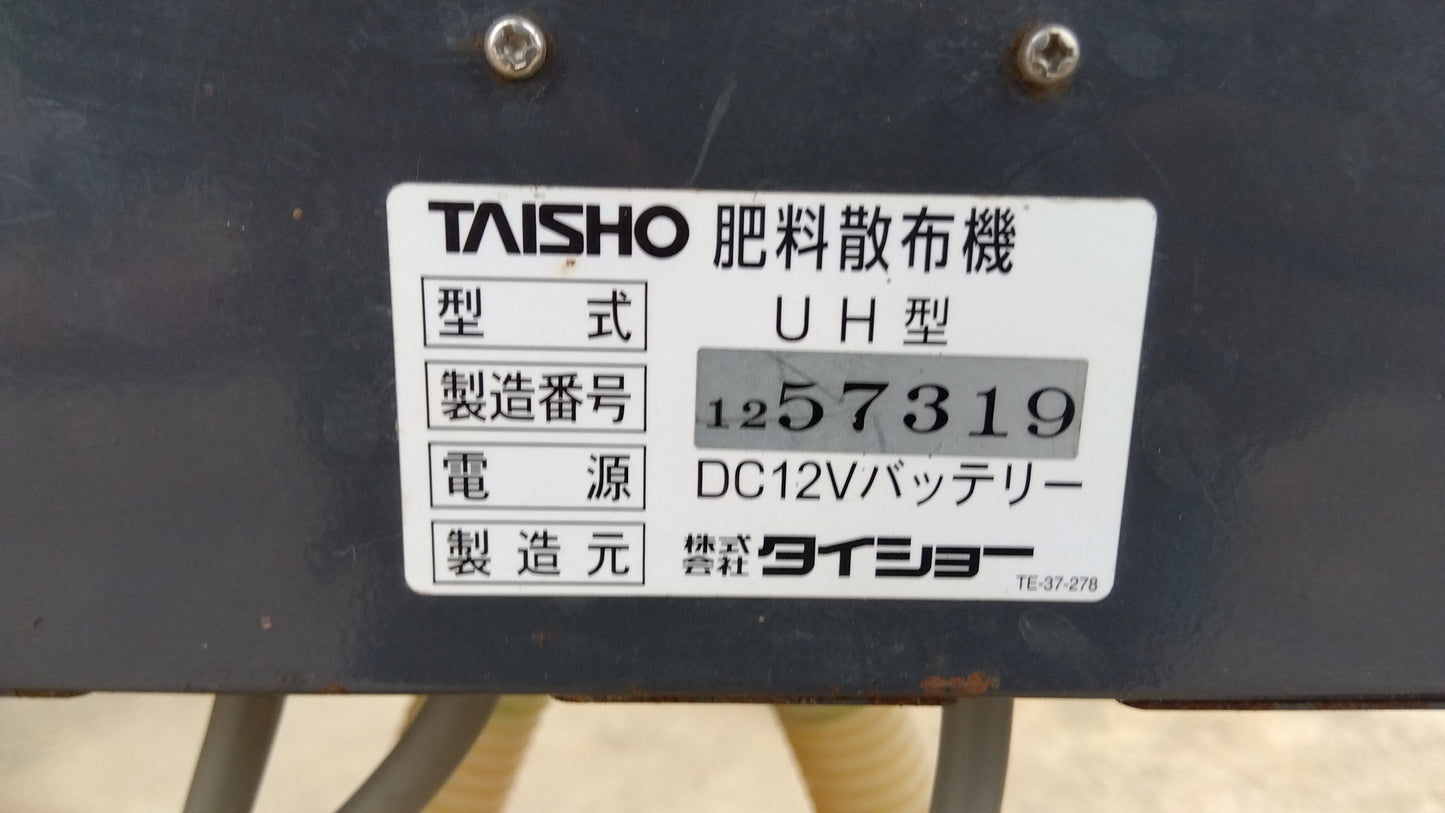 TAISHO 肥料散布機
型式 UH型
製造番号 1257319
電源 DC12Vバッテリー
製造元 株式会社タイショー
TE-37-278